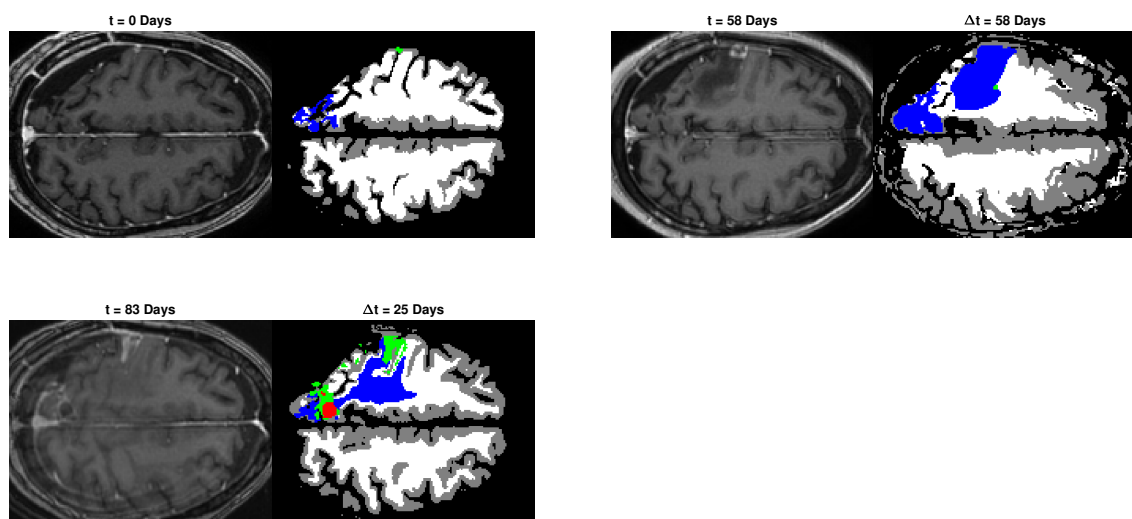 t = 0 Days
t = 58 Days
Δt = 58 Days
t = 83 Days
Δt = 25 Days